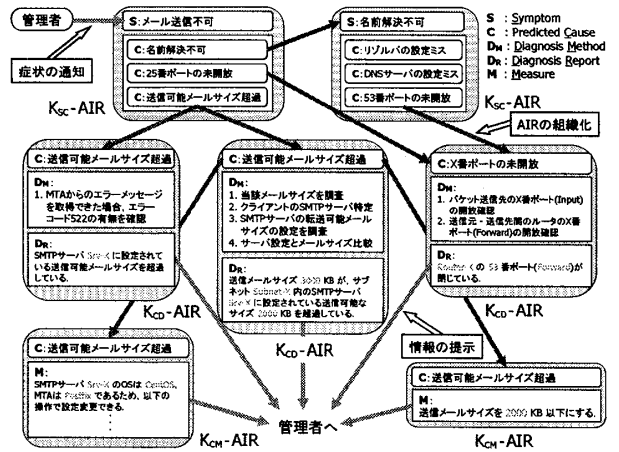 管理者
症状の通知
S:メール送信不可
C:名前解決不可
C:25番ポートの未開放
C:送信可能メールサイズ超過
KSC-AIR
S:名前解決不可
C:リゾルバの設定ミス
C:DNSサーバの設定ミス
C:53番ポートの未開放
KSC-AIR
S : Symptom
C : Predicted Cause
DM : Diagnosis Method
DR : Diagnosis Report
M : Measure
AIRの組織化
C:送信可能メールサイズ超過
DM:
1. MTAからのエラーメッセージ
を取得できた場合、エラー
コード522の有無を確認
DR:
SMTPサーバ Srv-X に設定されて
いる送信可能メールサイズを超過
している.
KCD-AIR
C:送信可能メールサイズ超過
DM:
1. 当該メールサイズを調査
2. クライアントのSMTPサーバ特定
3. SMTPサーバの転送可能メール
サイズの設定を調査
4. サーバ設定とメールサイズ比較
DR:
送信メールサイズ 3000 KB が、サブ
ネット Subnet-X 内のSMTPサーバ
Srv-X に設定されている送信可能な
サイズ 2000 KB を超過している.
KCD-AIR
C:X番ポートの未開放
DM:
1. パケット送信先のX番ポート(Input)
の開放確認
2. 送信元・送信先間のルータのX番
ポート(Forward)の開放確認
DR:
Router-X の 53 番ポート(Forward)が
閉じている.
KCD-AIR
情報の提示
C:送信可能メールサイズ超過
M:
SMTPサーバ Srv-X のOSは CentOS,
MTAは Postfix であるため、以下の
操作で設定変更できる.
KCM-AIR
管理者へ
C:送信可能メールサイズ超過
M:
送信メールサイズを 2000 KB 以下にする.
KCM-AIR